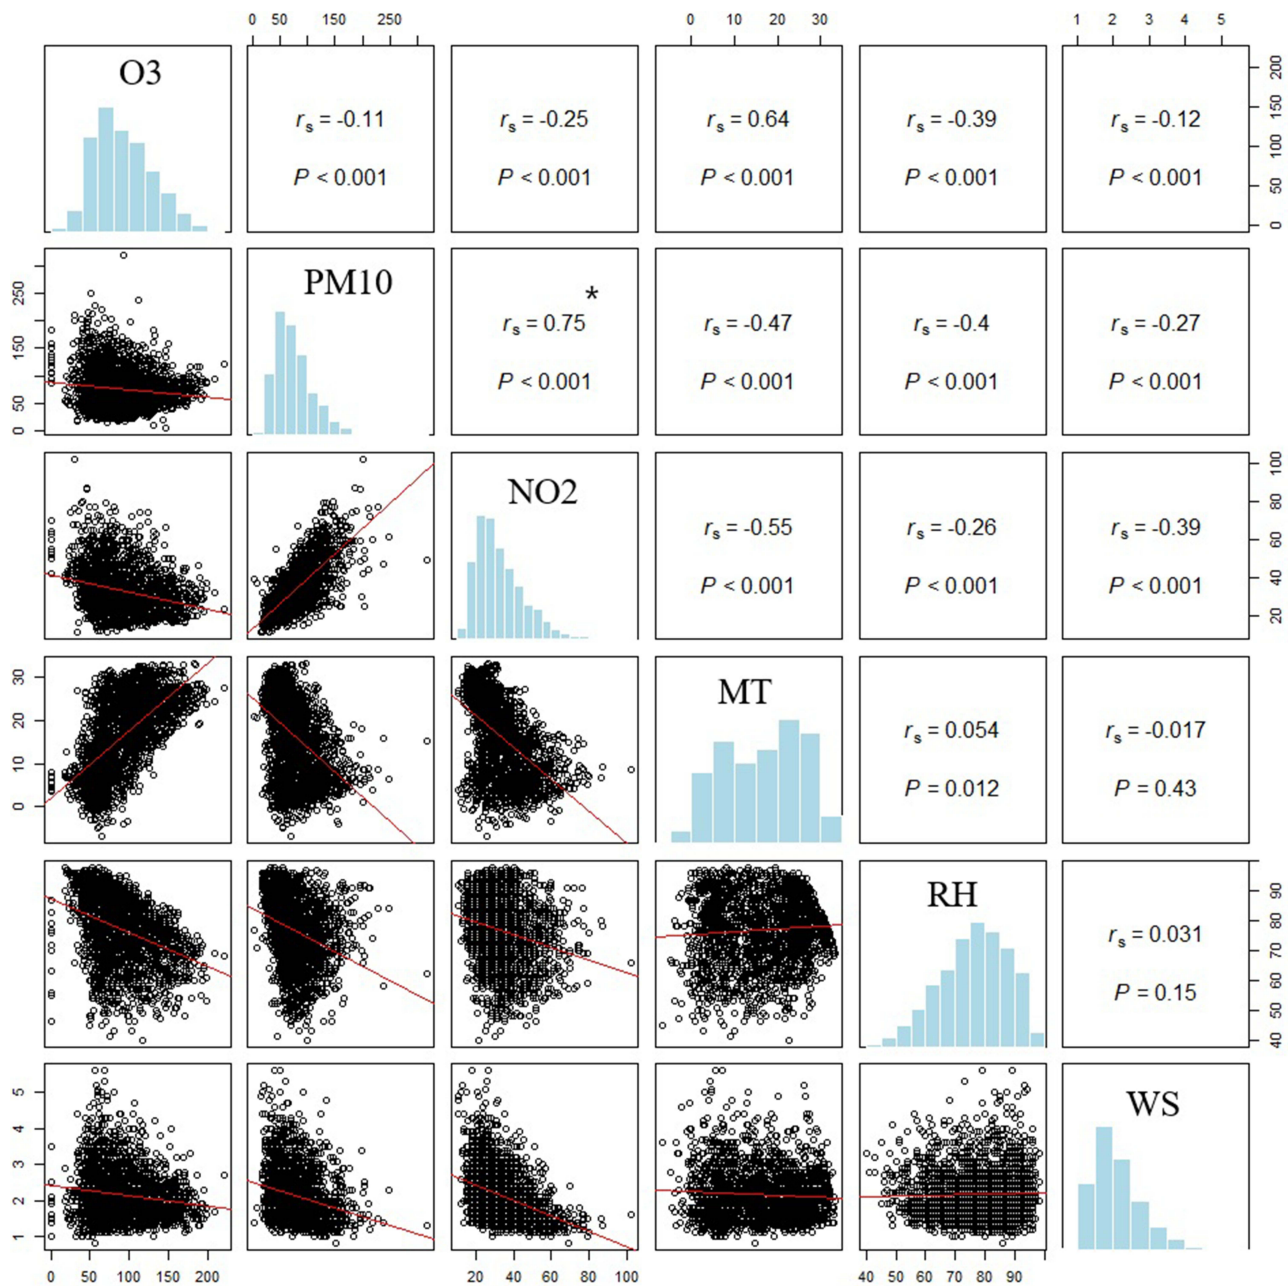 0 50 150 250
0 10 20 30
1 2 3 4 5
O3
rs = -0.11
P < 0.001
rs = -0.25
P < 0.001
rs = 0.64
P < 0.001
rs = -0.39
P < 0.001
rs = -0.12
P < 0.001
0 50 100 150 200
0 50 150 250
PM10
*
rs = 0.75
P < 0.001
rs = -0.47
P < 0.001
rs = -0.4
P < 0.001
rs = -0.27
P < 0.001
NO2
rs = -0.55
P < 0.001
rs = -0.26
P < 0.001
rs = -0.39
P < 0.001
20 40 60 80 100
0 10 20 30
MT
rs = 0.054
P = 0.012
rs = -0.017
P = 0.43
RH
rs = 0.031
P = 0.15
40 50 60 70 80 90
1 2 3 4 5
WS
0 50 100 150 200
20 40 60 80 100
40 50 60 70 80 90